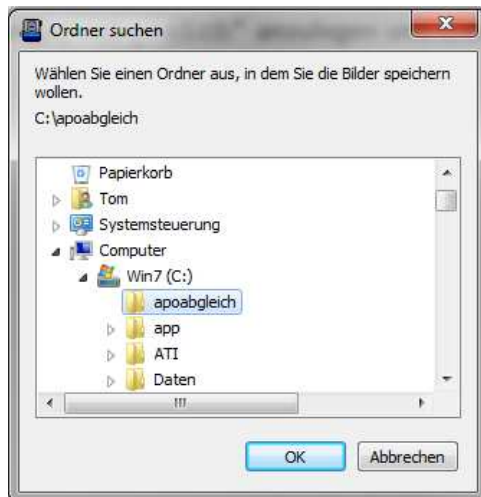 Ordner suchen
Wählen Sie einen Ordner aus, in dem Sie die Bilder speichern
wollen.
C:\apoabgleich
Papierkorb
Tom
Systemsteuerung
Computer
Win7 (C:)
apoabgleich
app
ATI
Daten
OK
Abbrechen